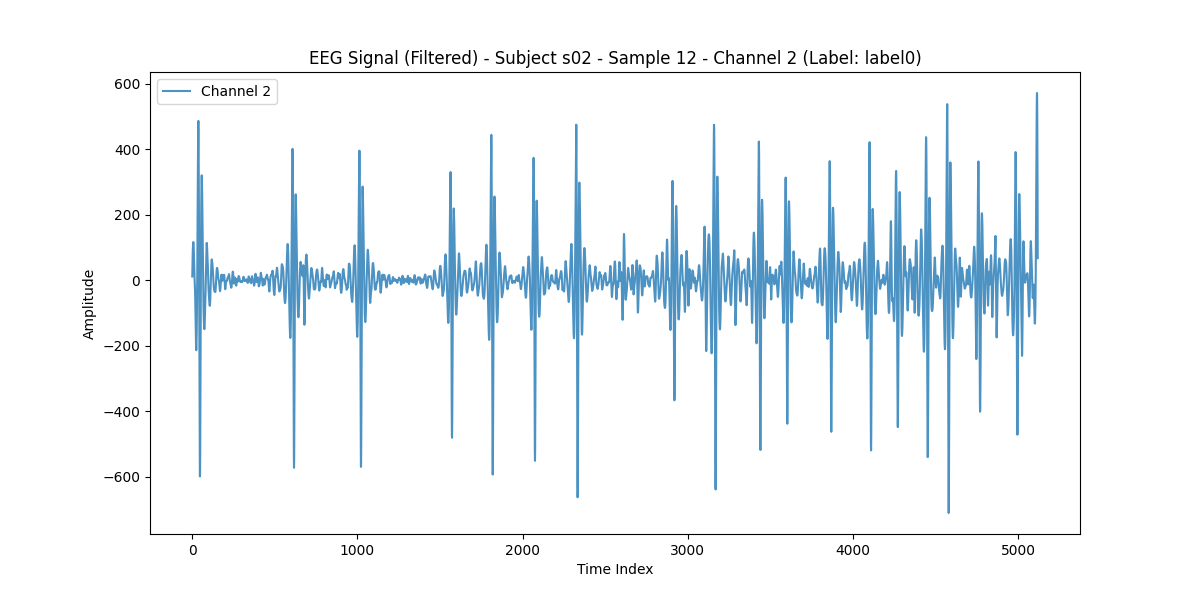 EEG Signal (Filtered) - Subject s02 - Sample 12 - Channel 2 (Label: label0)
Channel 2
600
400
200
0
−200
−400
−600
Amplitude
0 1000 2000 3000 4000 5000
Time Index